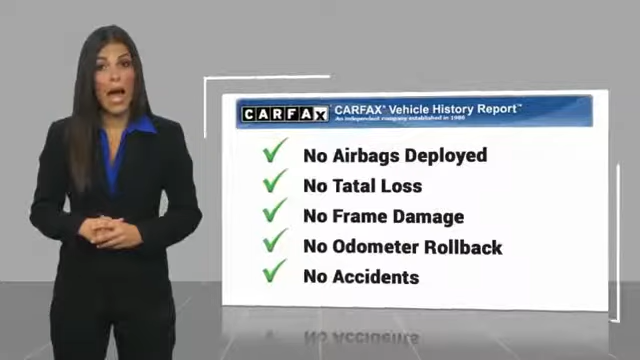 CARFAX CARFAX Vehicle History Report™
An independent company established in 1986
No Airbags Deployed
No Tatal Loss
No Frame Damage
No Odometer Rollback
No Accidents